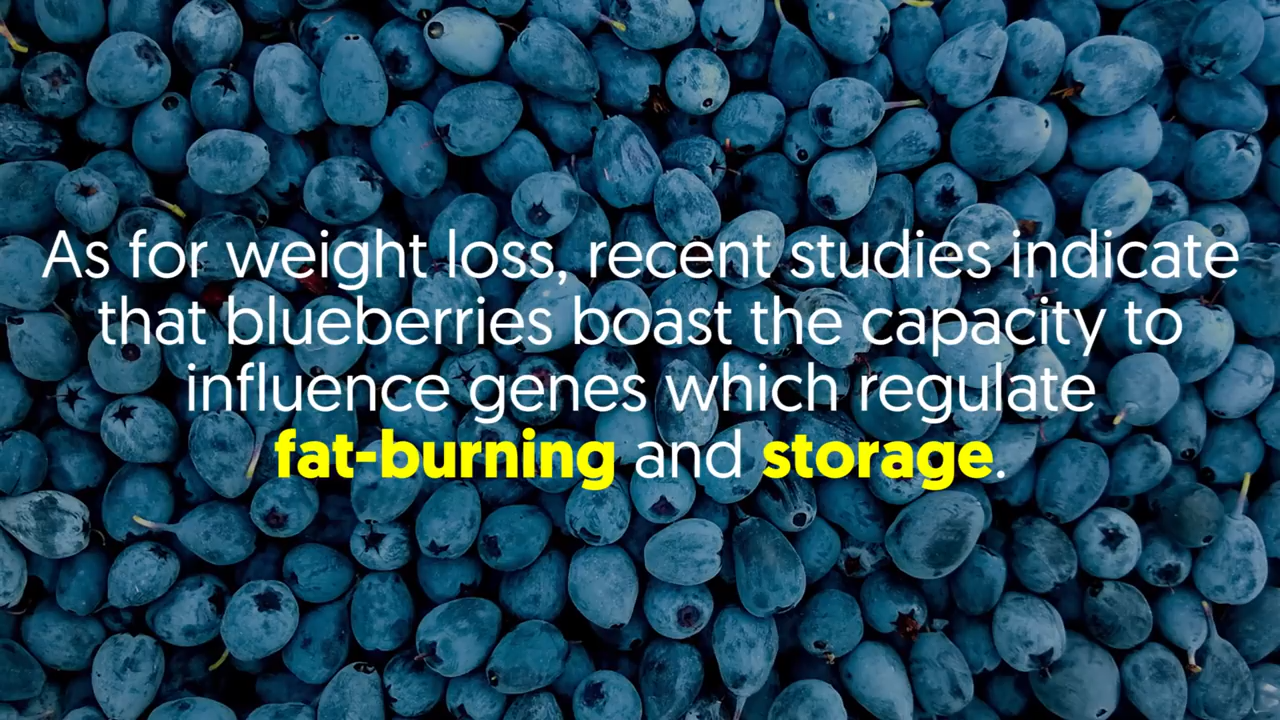 As for weight loss, recent studies indicate
that blueberries boast the capacity to
influence genes which regulate
fat-burning and storage.